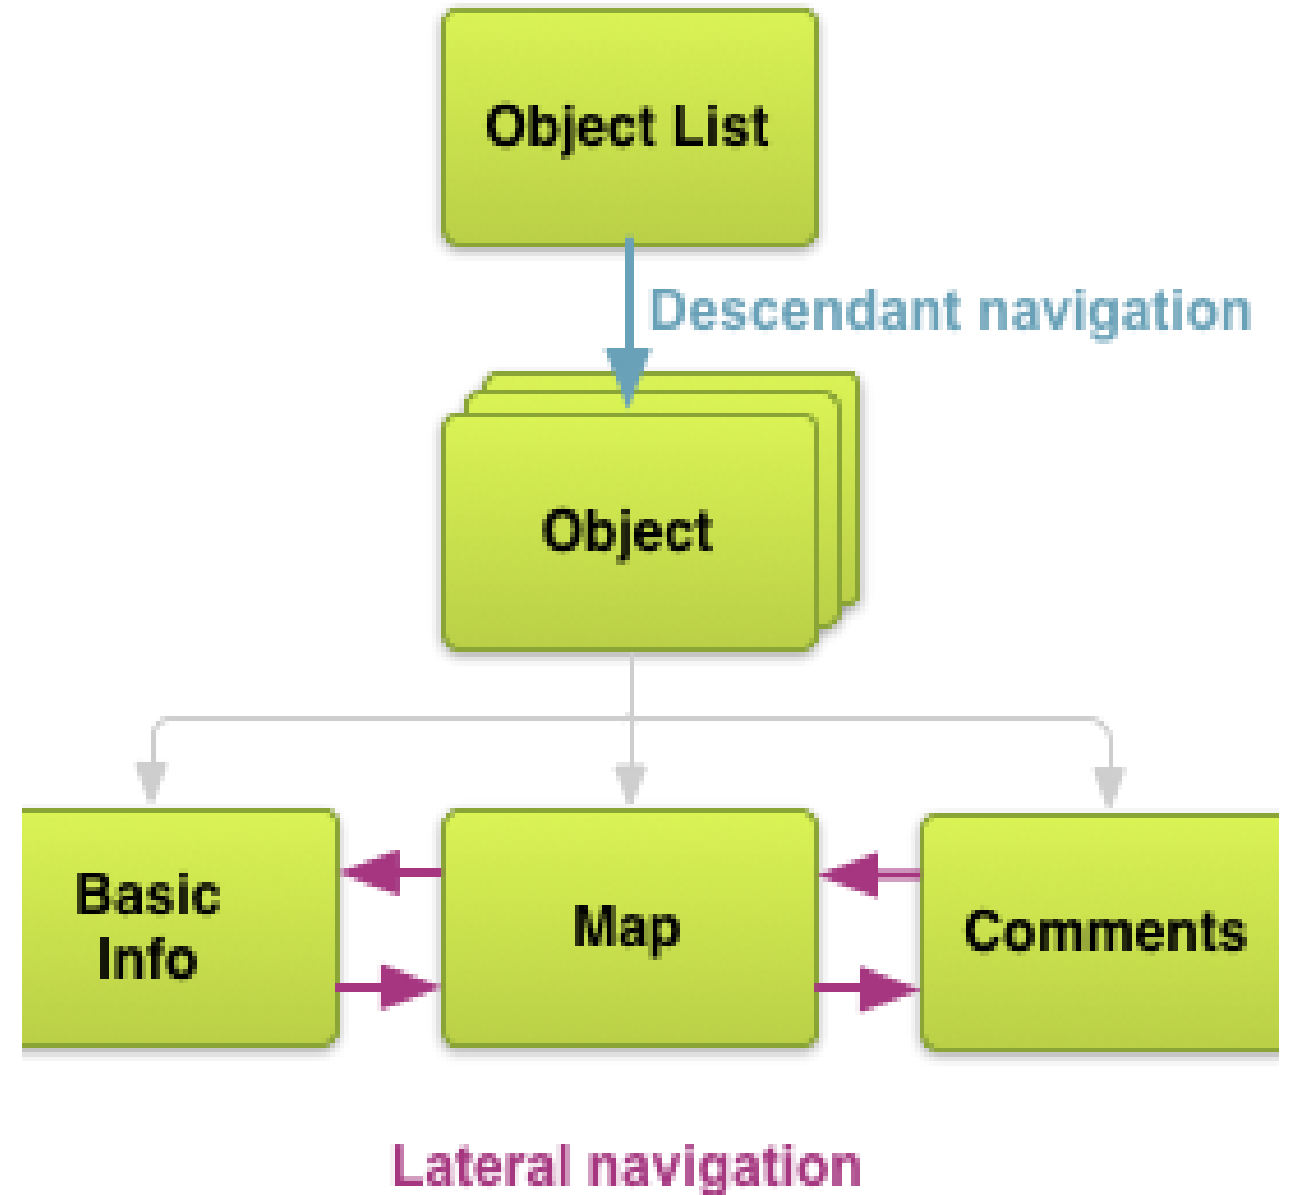 Object List
Descendant navigation
Object
Basic
Info
Map
Comments
Lateral navigation